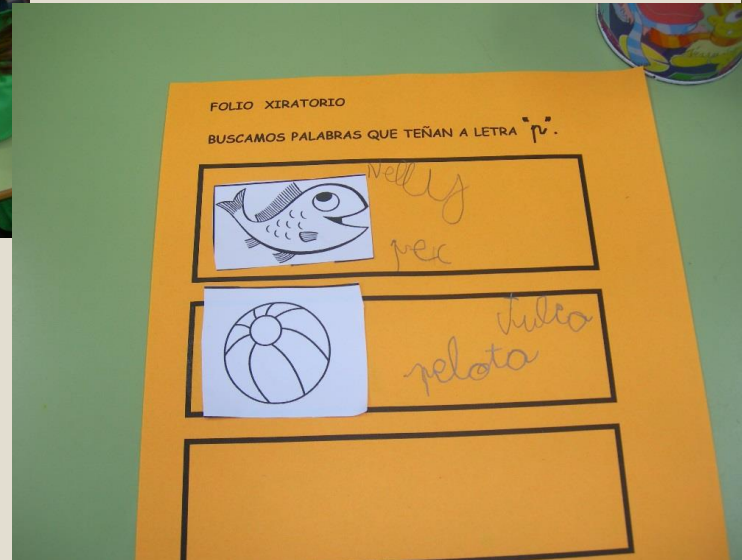 FOLIO XIRATORIO
BUSCAMOS PALABRAS QUE TEÑAN A LETRA "p".
Nelly
pex
Julia
pelota